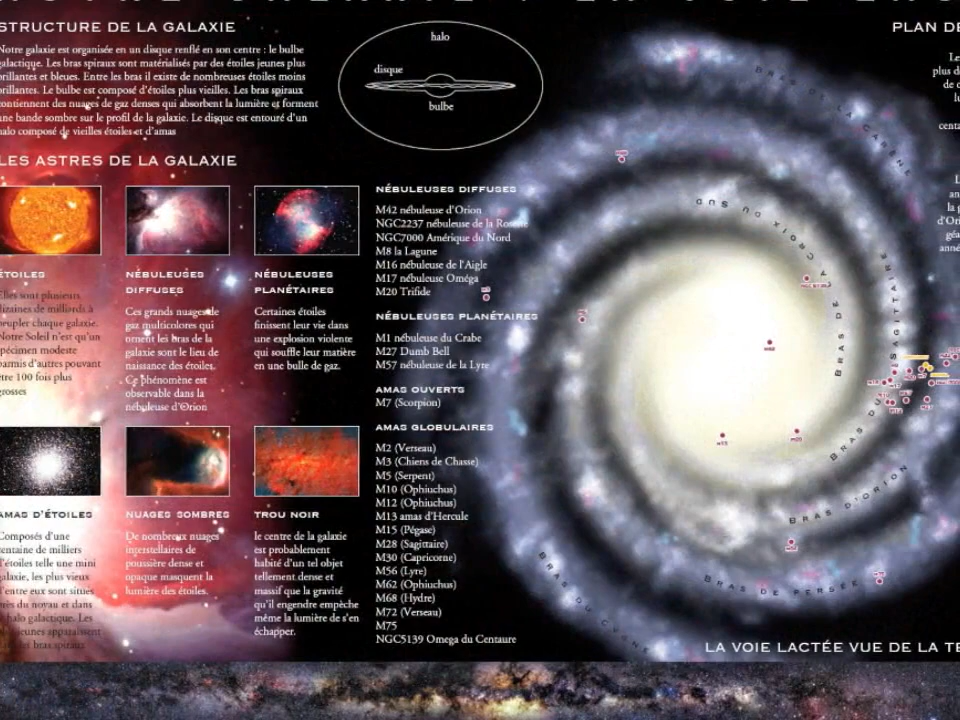 STRUCTURE DE LA GALAXIE
Notre galaxie est organisée en un disque renflé en son centre : le bulbe
galactique. Les bras spiraux sont matérialisés par des étoiles jeunes plus
brillantes et bleues. Entre les bras il existe de nombreuses étoiles moins
brillantes. Le bulbe est composé d'étoiles plus vieilles. Les bras spiraux
contiennent des nuages de gaz denses qui absorbent la lumière et forment
une bande sombre sur le profil de la galaxie. Le disque est entouré d'un
halo composé de vieilles étoiles et d'amas
halo
disque
bulbe
PLAN DE
Le
plus d
de
centa
LES ASTRES DE LA GALAXIE
ÉTOILES
Elles sont plusieurs
dizaines de milliards à
peupler chaque galaxie.
Notre Soleil n'est qu'un
spécimen modeste
parmis d'autres pouvant
être 100 fois plus
grosses
NÉBULEUSES
DIFFUSES
Ces grands nuages de
gaz multicolores qui
ornent les bras de la
galaxie sont le lieu de
naissance des étoiles.
Ce phénomène est
observable dans la
nébuleuse d'Orion
NÉBULEUSES
PLANÉTAIRES
Certaines étoiles
finissent leur vie dans
une explosion violente
qui souffle leur matière
en une bulle de gaz.
AMAS D'ÉTOILES
Composés d'une
centaine de milliers
d'étoiles telle une mini
galaxie, les plus vieux
d'entre eux sont situés
près du noyau et dans
halo galactique. Les
jeunes apparaissent
bras spiraux
NUAGES SOMBRES
De nombreux nuages
interstellaires de
poussière dense et
opaque masquent la
lumière des étoiles.
TROU NOIR
le centre de la galaxie
est probablement
habité d'un tel objet
tellement dense et
massif que la gravité
qu'il engendre empèche
même la lumière de s'en
échapper.
NÉBULEUSES DIFFUSES
M42 nébuleuse d'Orion
NGC2237 nébuleuse de la Rosette
NGC7000 Amérique du Nord
M8 la Lagune
M16 nébuleuse de l'Aigle
M17 nébuleuse Oméga
M20 Trifide
NÉBULEUSES PLANÉTAIRES
M1 nébuleuse du Crabe
M27 Dumb Bell
M57 nébuleuse de la Lyre
AMAS OUVERTS
M7 (Scorpion)
AMAS GLOBULAIRES
M2 (Verseau)
M3 (Chiens de Chasse)
M5 (Serpent)
M10 (Ophiuchus)
M12 (Ophiuchus)
M13 amas d'Hercule
M15 (Pégase)
M28 (Sagittaire)
M30 (Capricorne)
M56 (Lyre)
M62 (Ophiuchus)
M68 (Hydre)
M72 (Verseau)
M75
NGC5139 Omega du Centaure
BRAS DE LA CARÈNE
BRAS DE LA CROIX DU SUD
BRAS DU SAGITTAIRE
BRAS D'ORION
BRAS DE PERSÉE
BRAS DU CYGNE
LA VOIE LACTÉE VUE DE LA TE